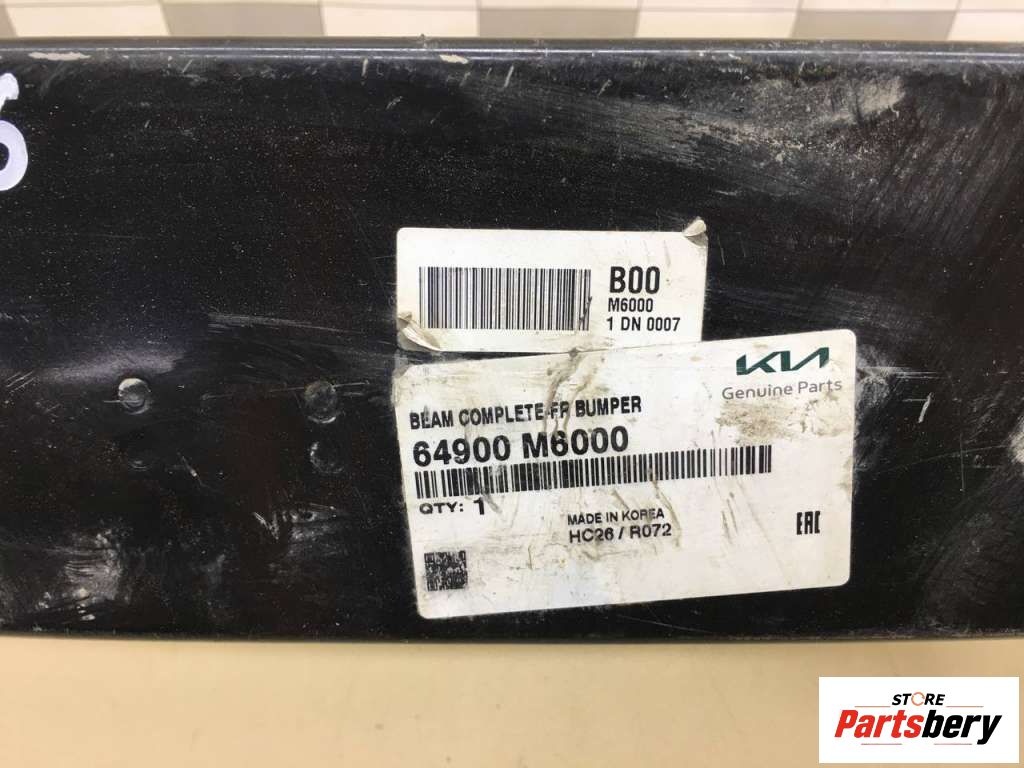 6
B00
M6000
1 DN 0007
KIA
Genuine Parts
BEAM COMPLETE-FR BUMPER
64900 M6000
QTY: 1
MADE IN KOREA
HC26 / R072
EAC
STORE
Partsbery